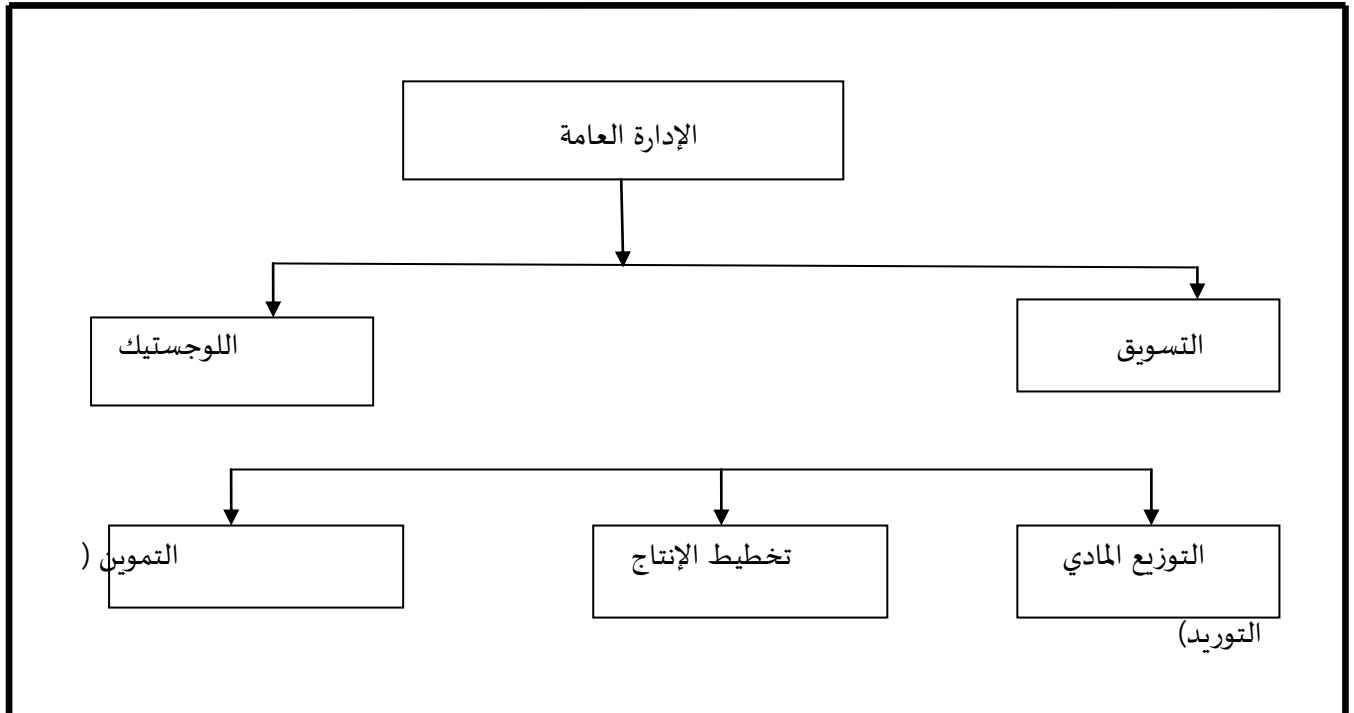 الإدارة العامة
التسويق
اللوجستيك
التوزيع المادي
تخطيط الإنتاج
التموين (
التوريد)